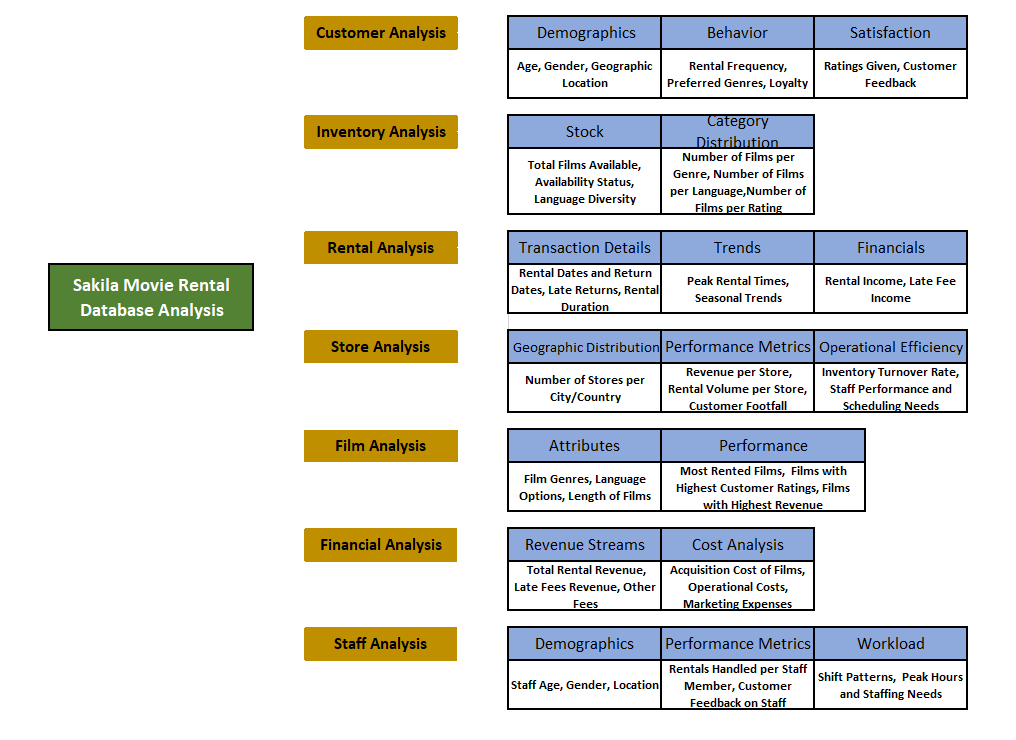 Customer Analysis
Demographics
Behavior
Satisfaction
Age, Gender, Geographic
Location
Rental Frequency,
Preferred Genres, Loyalty
Ratings Given, Customer
Feedback
Inventory Analysis
Stock
Category
Distribution
Total Films Available,
Availability Status,
Language Diversity
Number of Films per
Genre, Number of Films
per Language,Number of
Films per Rating
Rental Analysis
Transaction Details
Trends
Financials
Rental Dates and Return
Dates, Late Returns, Rental
Duration
Peak Rental Times,
Seasonal Trends
Rental Income, Late Fee
Income
Sakila Movie Rental
Database Analysis
Store Analysis
Geographic Distribution
Performance Metrics
Operational Efficiency
Number of Stores per
City/Country
Revenue per Store,
Rental Volume per Store,
Customer Footfall
Inventory Turnover Rate,
Staff Performance and
Scheduling Needs
Film Analysis
Attributes
Performance
Film Genres, Language
Options, Length of Films
Most Rented Films,  Films with
Highest Customer Ratings, Films
with Highest Revenue
Financial Analysis
Revenue Streams
Cost Analysis
Total Rental Revenue,
Late Fees Revenue, Other
Fees
Acquisition Cost of Films,
Operational Costs,
Marketing Expenses
Staff Analysis
Demographics
Performance Metrics
Workload
Staff Age, Gender, Location
Rentals Handled per Staff
Member, Customer
Feedback on Staff
Shift Patterns,  Peak Hours
and Staffing Needs